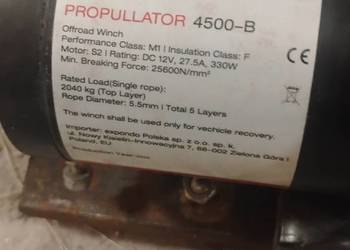 PROPULLATOR 4500-B
Offroad Winch
Performance Class: M1 | Insulation Class: F
Motor: S2 | Rating: DC 12V, 27.5A, 330W
Min. Breaking Force: 25600N/mm²
Rated Load(Single rope):
2040 kg (Top Layer)
Rope Diameter: 5.5mm | Total 5 Layers
The winch shall be used only for vechicle recovery.
Importer: expondo Polska sp. z o.o. sp. k.
ul. Nowy Kisielin-Innowacyjna 7, 66-002 Zielona Góra |
Poland, EU
Production Year:
CE